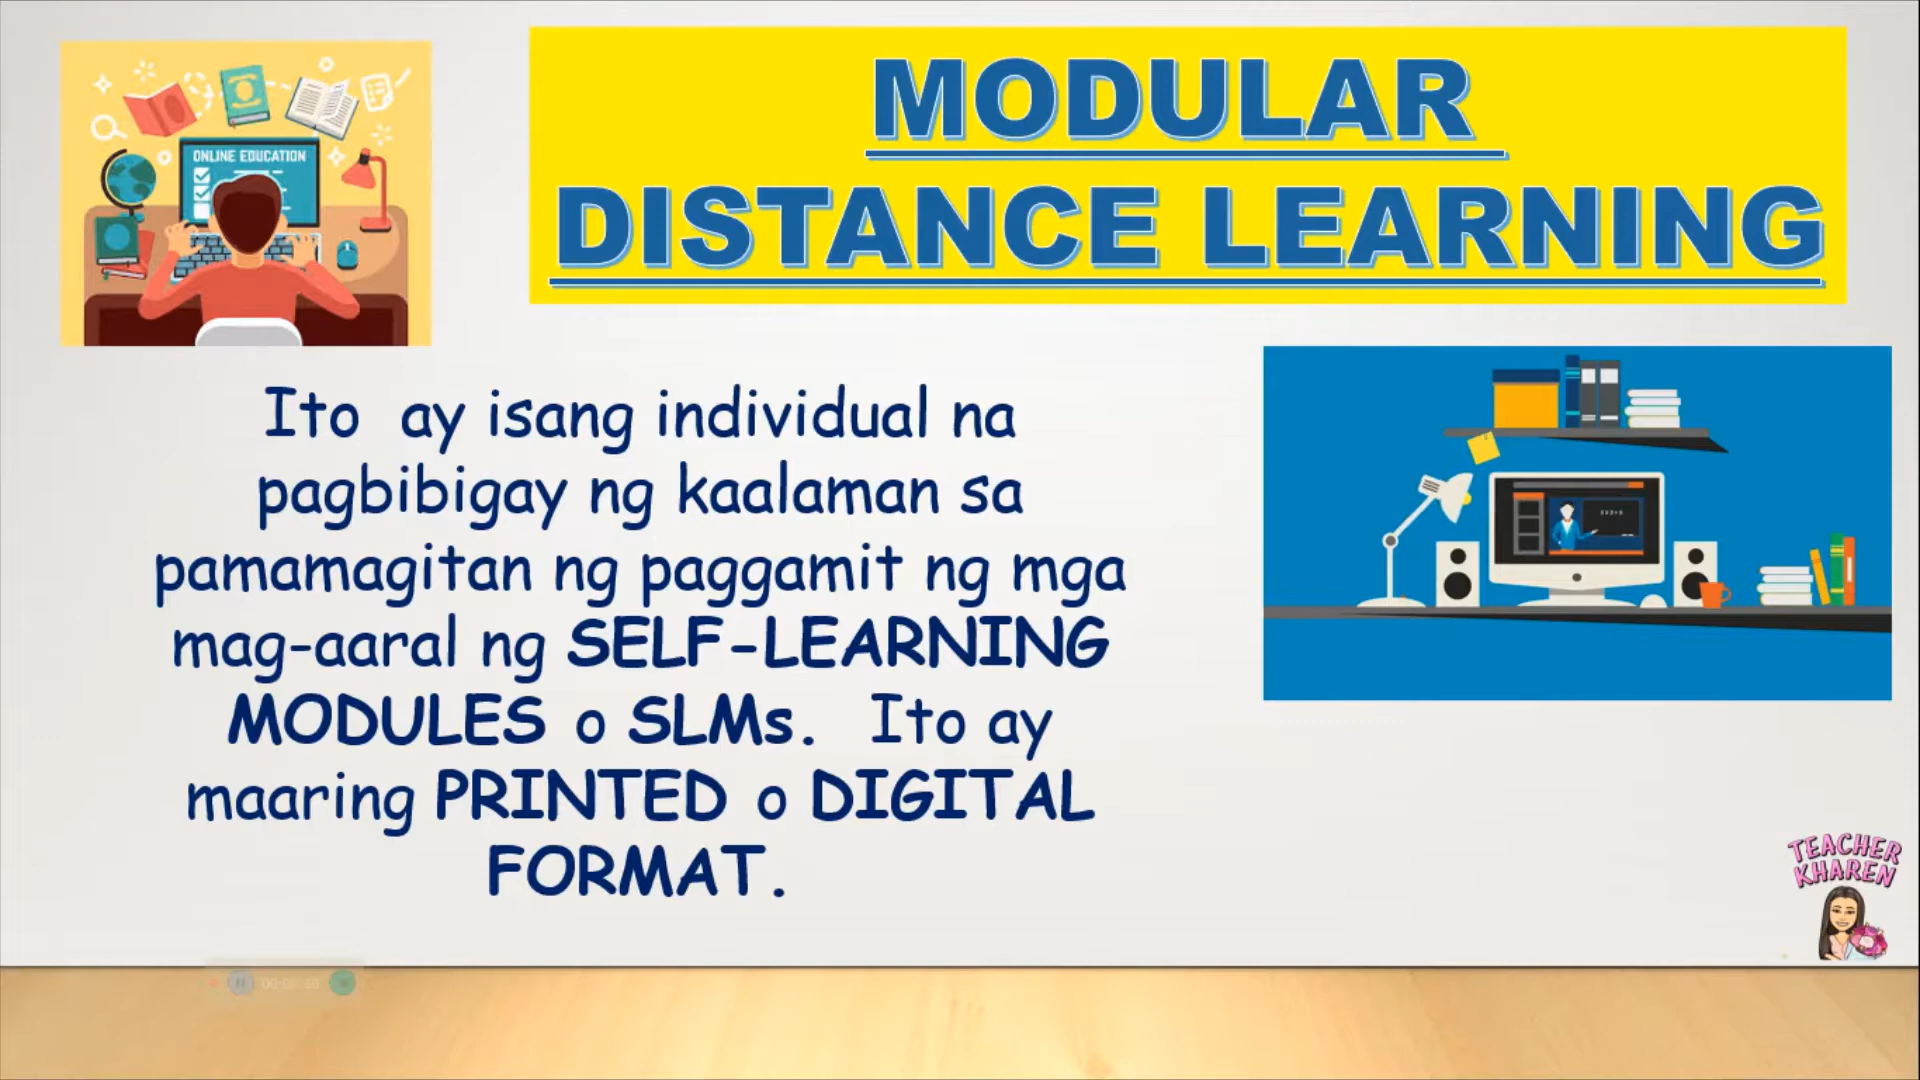 ONLINE EDUCATION
MODULAR
DISTANCE LEARNING
Ito ay isang individual na
pagbibigay ng kaalaman sa
pamamagitan ng paggamit ng mga
mag-aaral ng SELF-LEARNING
MODULES o SLMs. Ito ay
maaring PRINTED o DIGITAL
FORMAT.
TEACHER
KHAREN